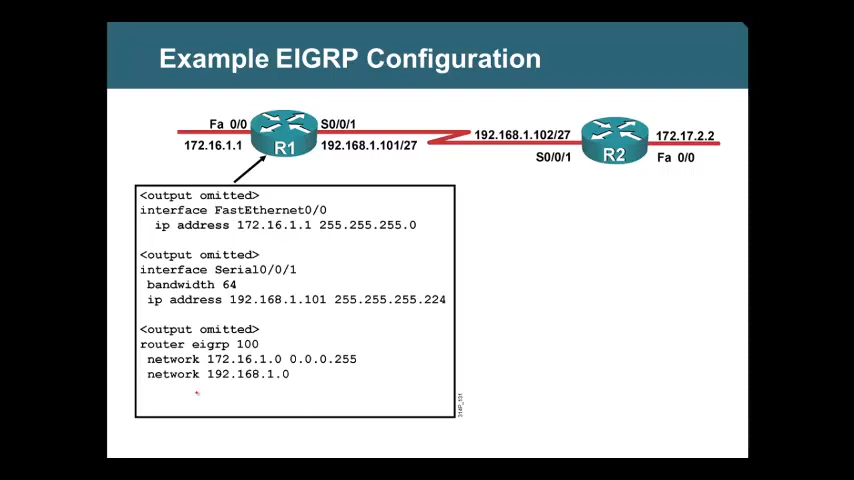 Example EIGRP Configuration
Fa 0/0
S0/0/1
172.16.1.1
R1
192.168.1.101/27
192.168.1.102/27
S0/0/1
R2
172.17.2.2
Fa 0/0
<output omitted>
interface FastEthernet0/0
ip address 172.16.1.1 255.255.255.0
<output omitted>
interface Serial0/0/1
bandwidth 64
ip address 192.168.1.101 255.255.255.224
<output omitted>
router eigrp 100
network 172.16.1.0 0.0.0.255
network 192.168.1.0